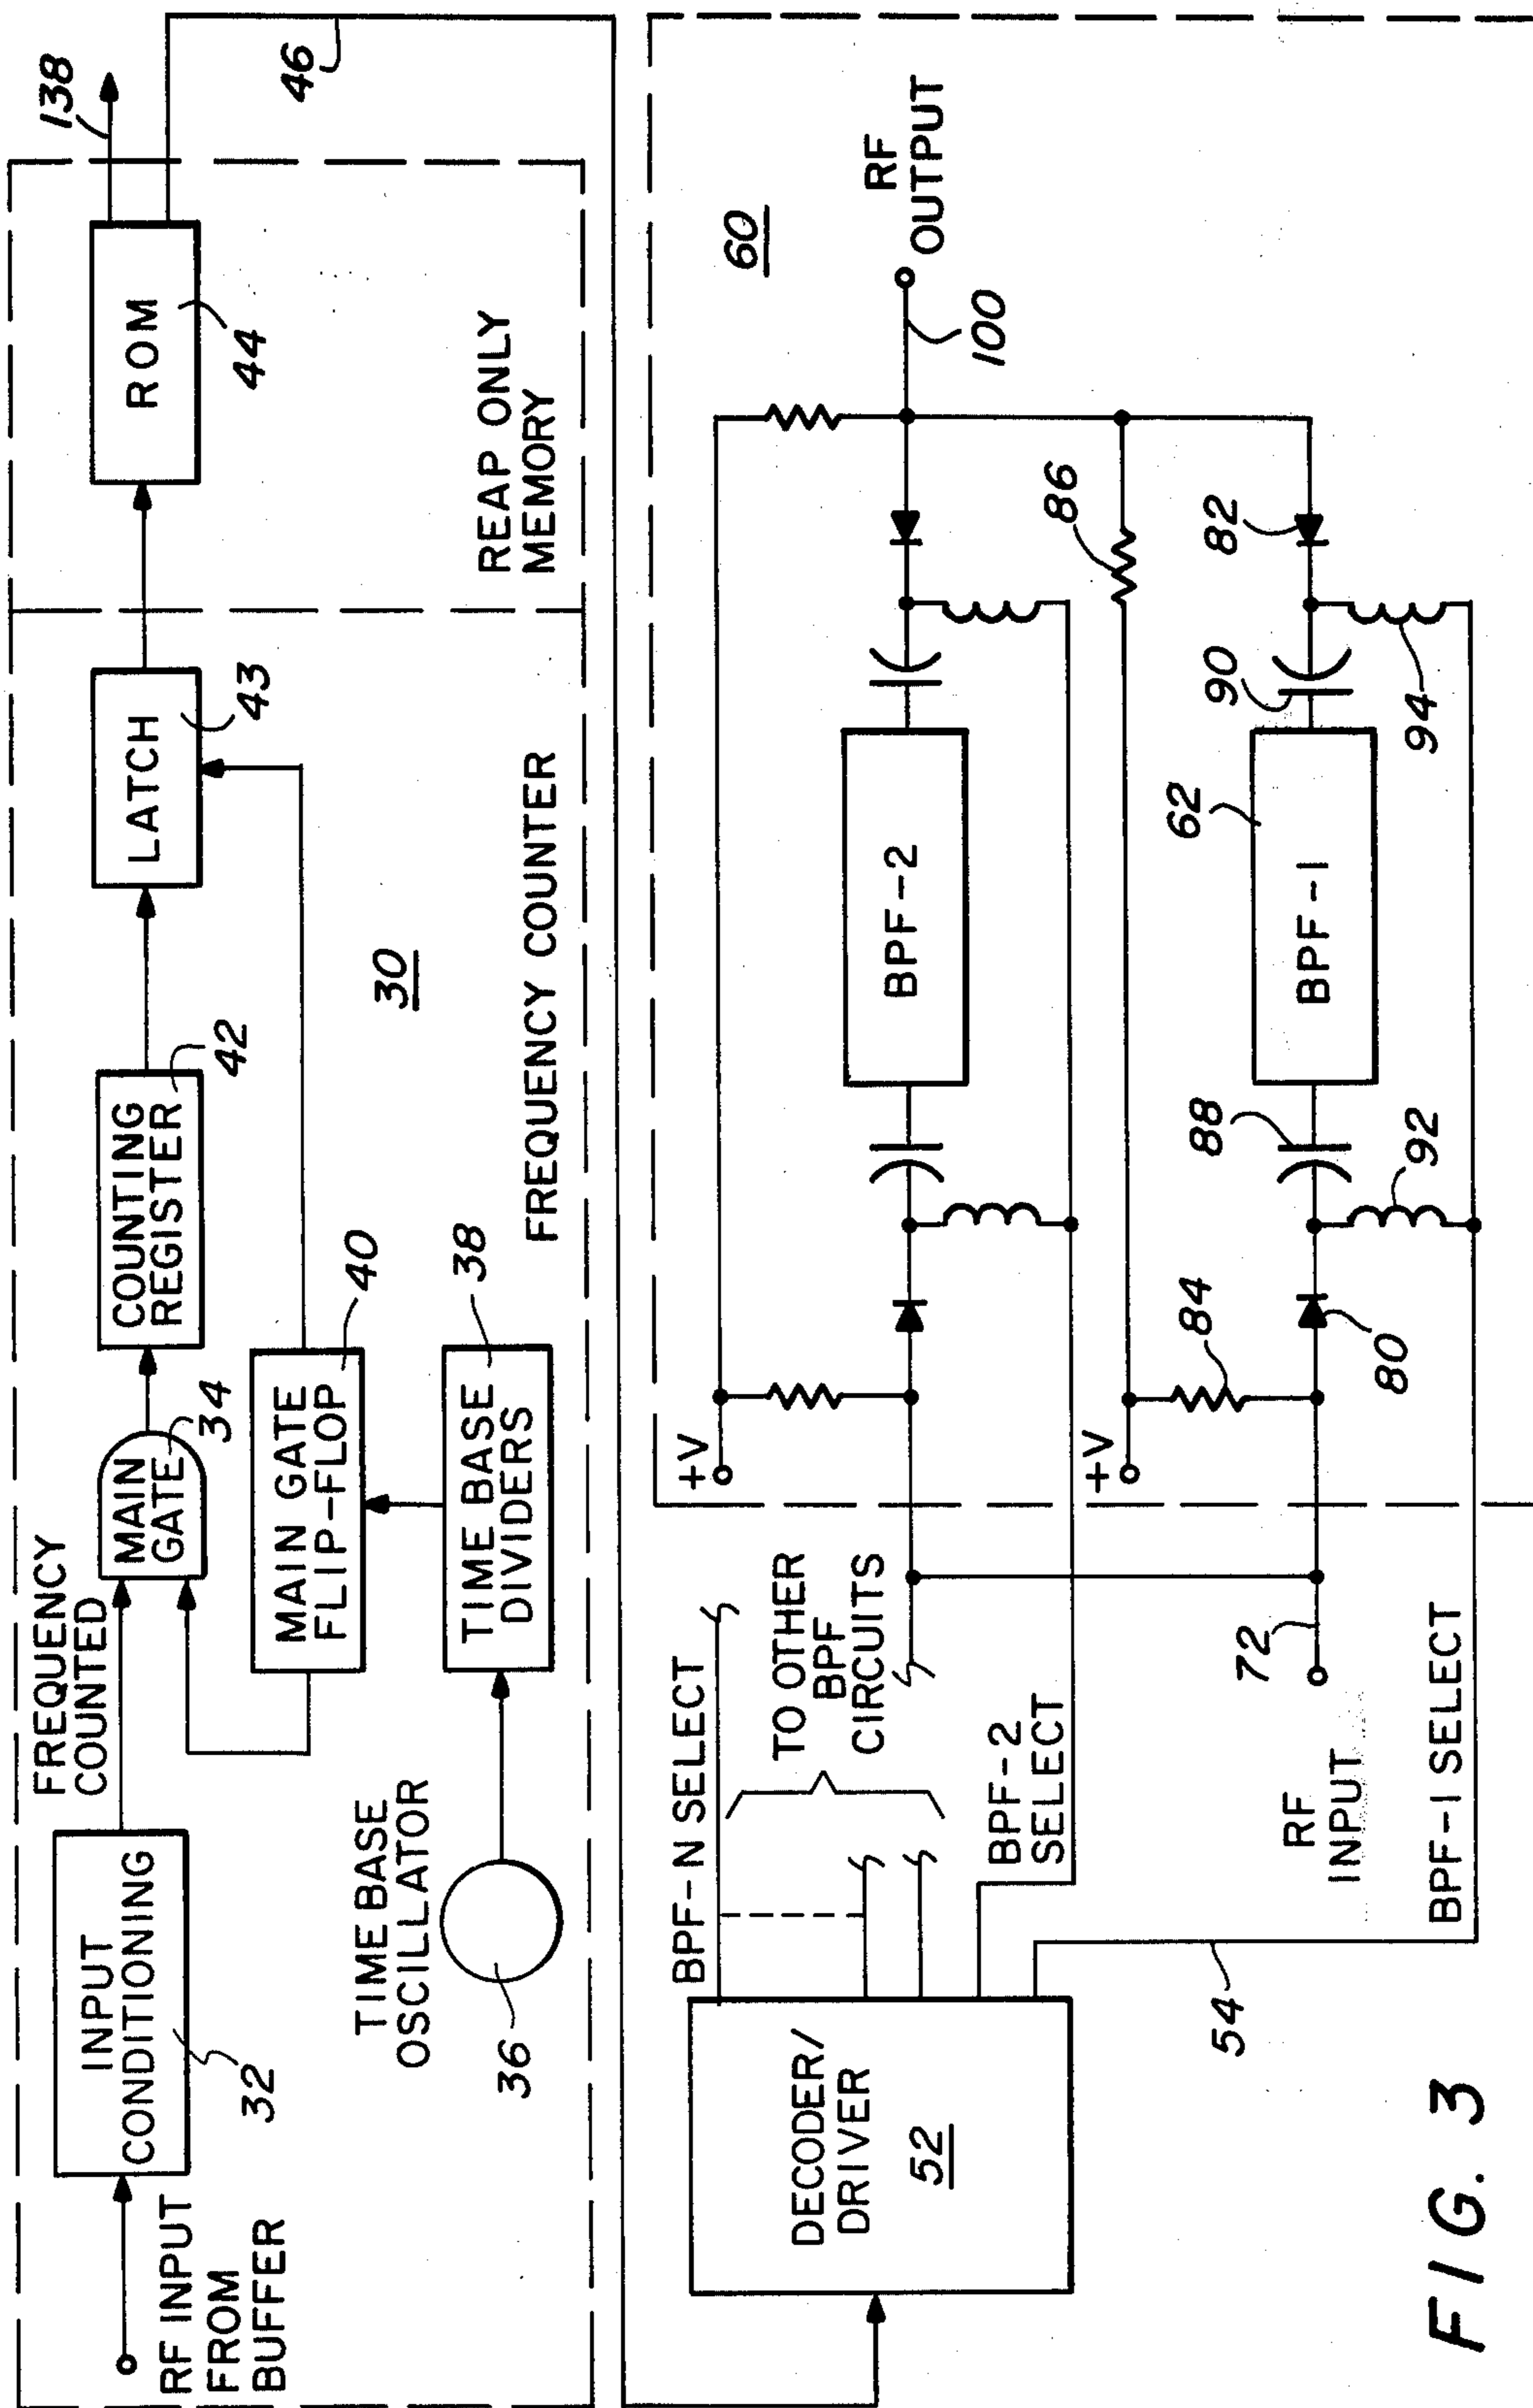 RF INPUT
FROM
BUFFER
INPUT
CONDITIONING
32
FREQUENCY
COUNTED
MAIN
GATE
34
COUNTING
REGISTER
42
LATCH
43
ROM
44
138
46
TIME BASE
OSCILLATOR
36
TIME BASE
DIVIDERS
38
MAIN GATE
FLIP-FLOP
40
30
FREQUENCY COUNTER
REAP ONLY
MEMORY
DECODER/
DRIVER
52
BPF-N SELECT
TO OTHER
BPF
CIRCUITS
BPF-2
SELECT
54
BPF-1 SELECT
RF
INPUT
72
+V
+V
84
80
88
92
BPF-2
BPF-1
62
90
94
86
82
100
60
RF
OUTPUT
FIG. 3